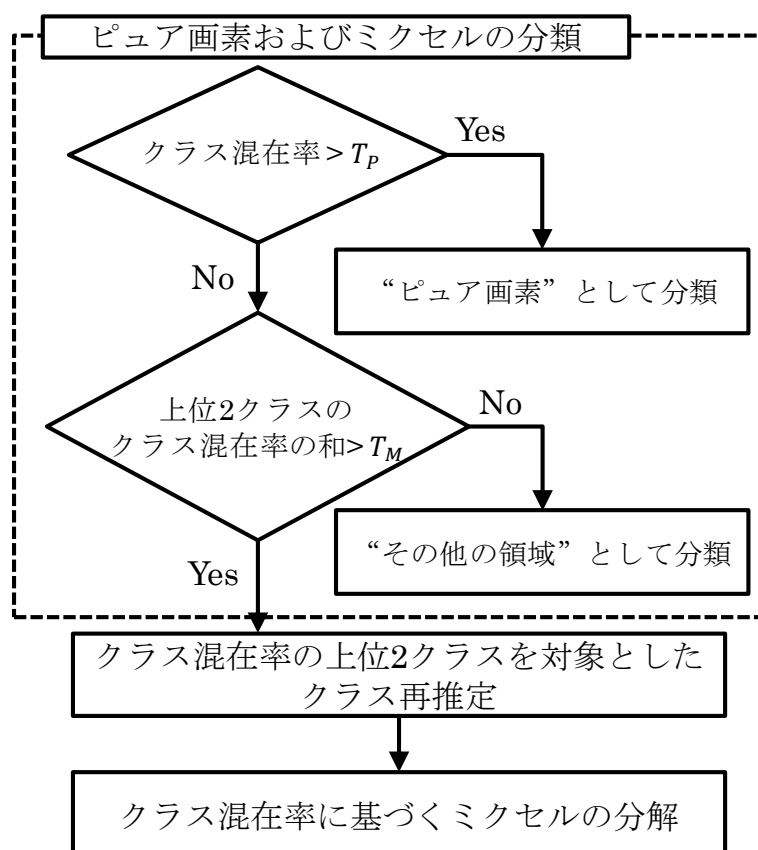 ピュア画素およびミクセルの分類
クラス混在率 > T_P
Yes
No
“ピュア画素” として分類
上位2クラスの
クラス混在率の和> T_M
No
“その他の領域” として分類
Yes
クラス混在率の上位2クラスを対象とした
クラス再推定
クラス混在率に基づくミクセルの分解